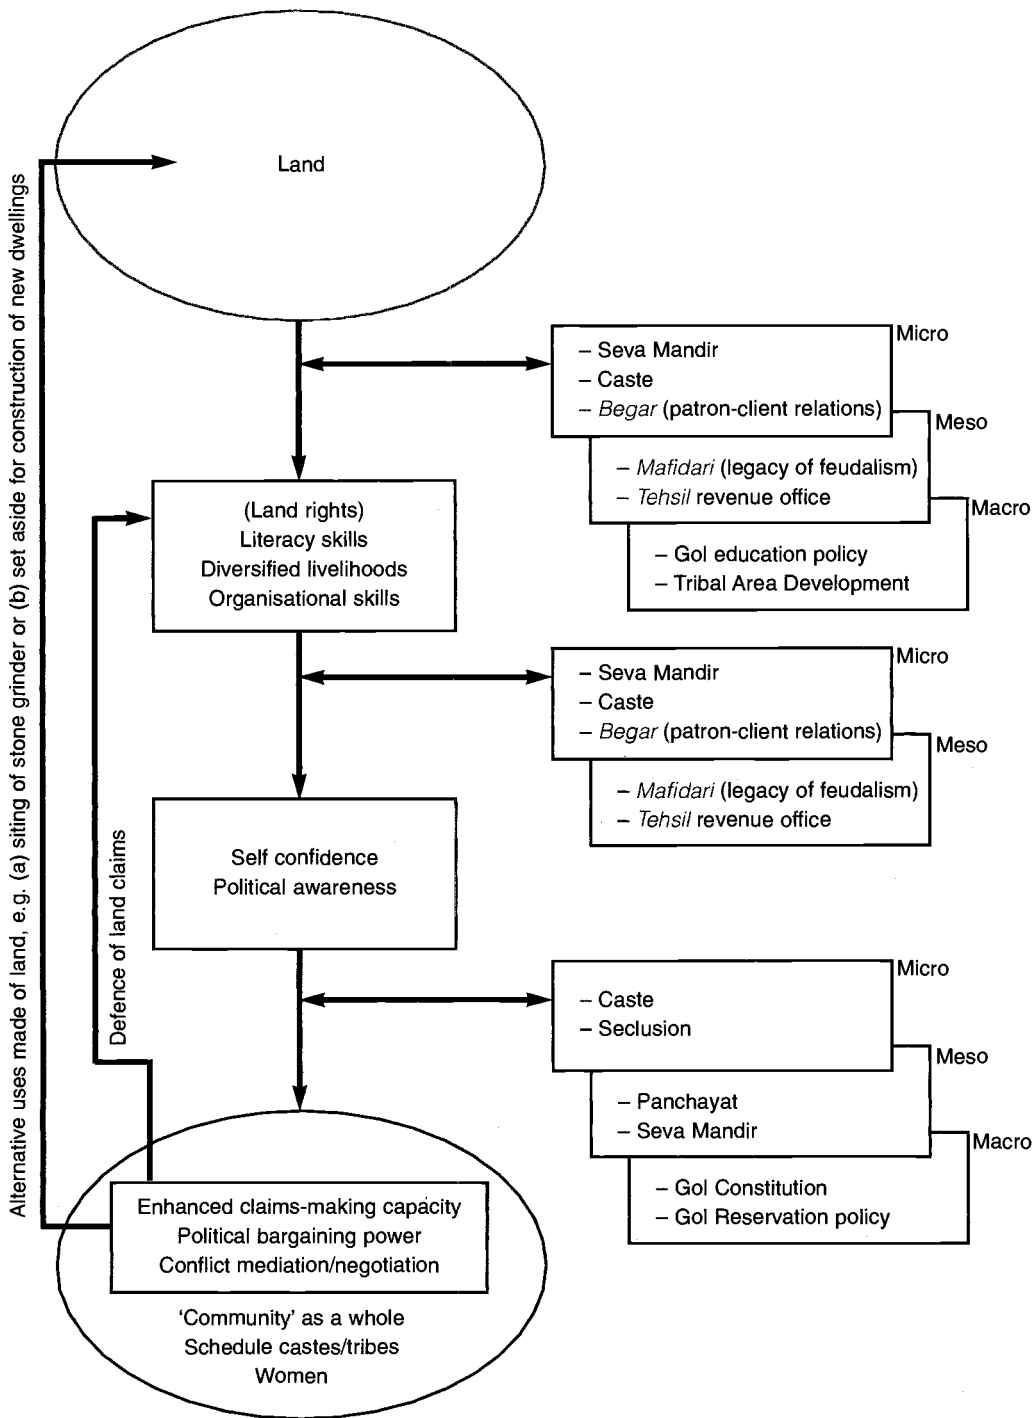 Land
Micro
– Seva Mandir
– Caste
– Begar (patron-client relations)
Meso
– Mafidari (legacy of feudalism)
– Tehsil revenue office
Macro
– GoI education policy
– Tribal Area Development
(Land rights)
Literacy skills
Diversified livelihoods
Organisational skills
Micro
– Seva Mandir
– Caste
– Begar (patron-client relations)
Meso
– Mafidari (legacy of feudalism)
– Tehsil revenue office
Self confidence
Political awareness
Micro
– Caste
– Seclusion
Meso
– Panchayat
– Seva Mandir
Macro
– GoI Constitution
– GoI Reservation policy
Enhanced claims-making capacity
Political bargaining power
Conflict mediation/negotiation
‘Community’ as a whole
Schedule castes/tribes
Women
Defence of land claims
Alternative uses made of land, e.g. (a) siting of stone grinder or (b) set aside for construction of new dwellings